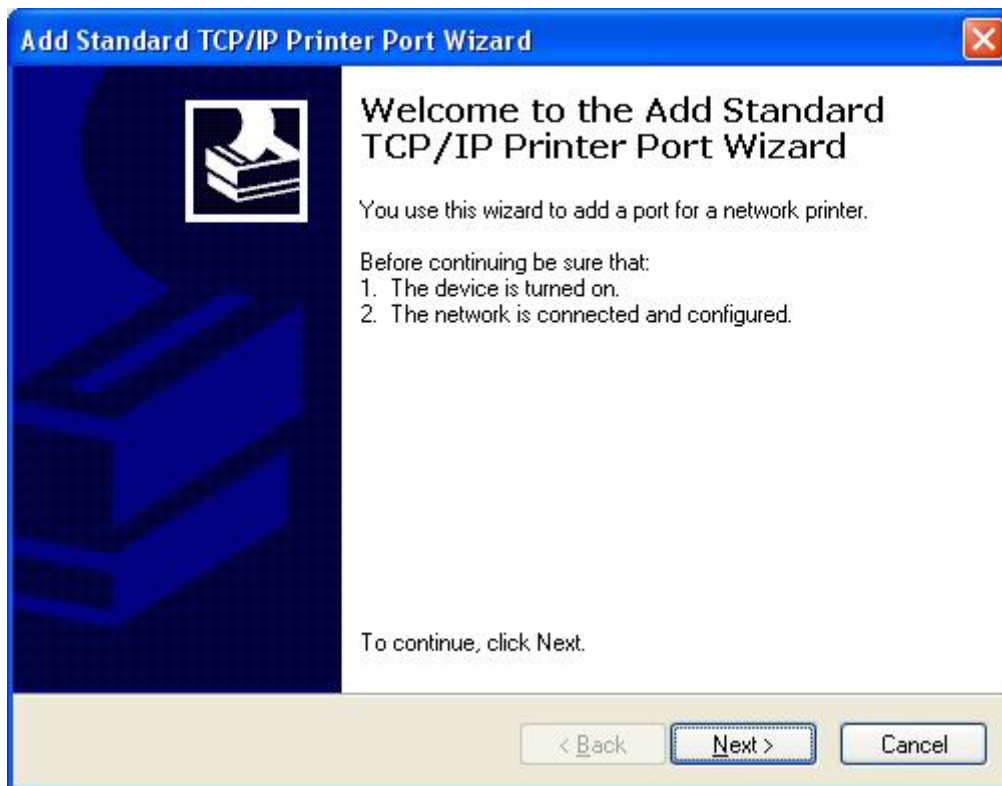 Add Standard TCP/IP Printer Port Wizard
Welcome to the Add Standard
TCP/IP Printer Port Wizard
You use this wizard to add a port for a network printer.
Before continuing be sure that:
1. The device is turned on.
2. The network is connected and configured.
To continue, click Next.
< Back
Next >
Cancel